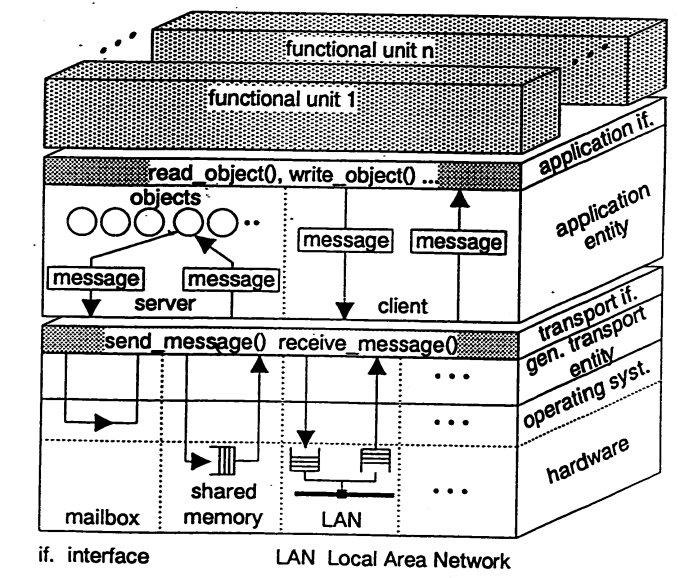 functional unit n
functional unit 1
application if.
read_object(), write_object() ...
objects
application
entity
message
message
message
message
server
client
transport if.
send_message() receive_message()
gen. transport
entity
operating syst.
hardware
shared
memory
mailbox
LAN
if. interface
LAN Local Area Network